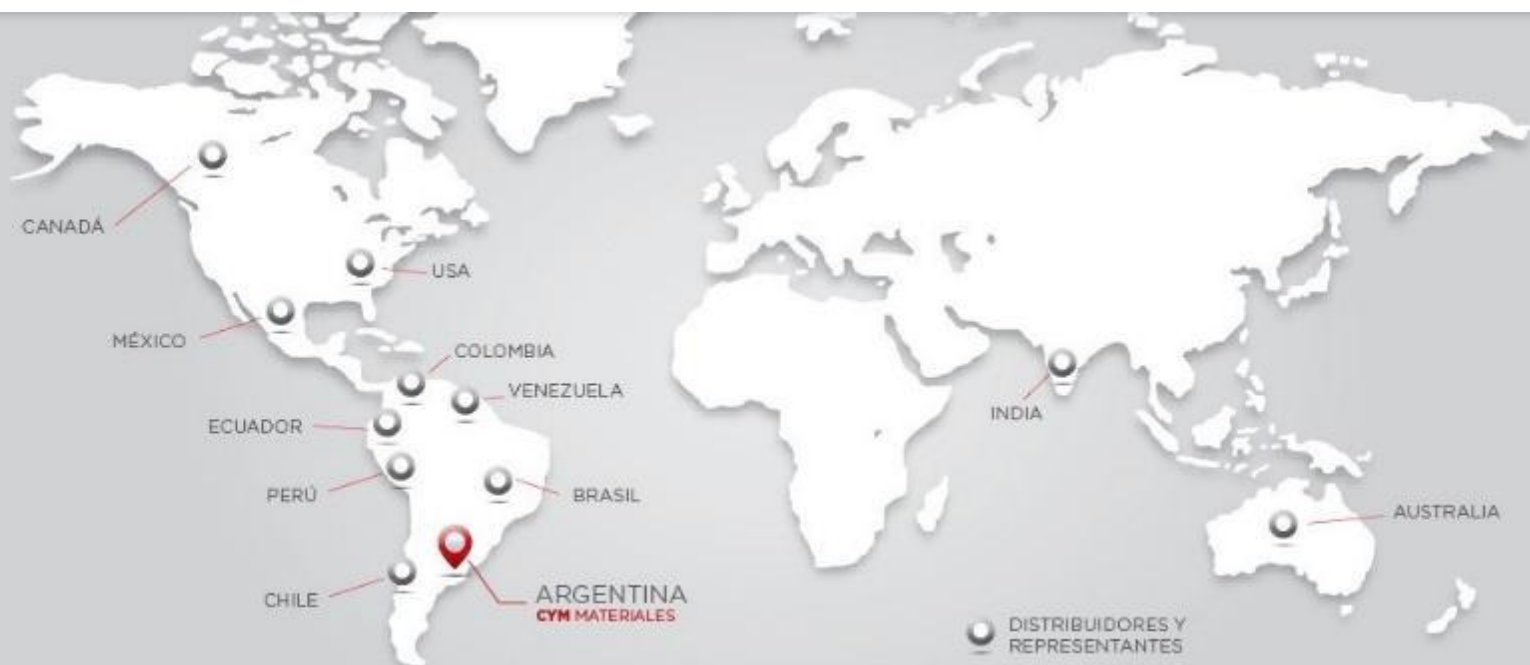 CANADÁ
USA
MÉXICO
COLOMBIA
VENEZUELA
ECUADOR
INDIA
PERÚ
BRASIL
AUSTRALIA
CHILE
ARGENTINA
CYM MATERIALES
DISTRIBUIDORES Y
REPRESENTANTES